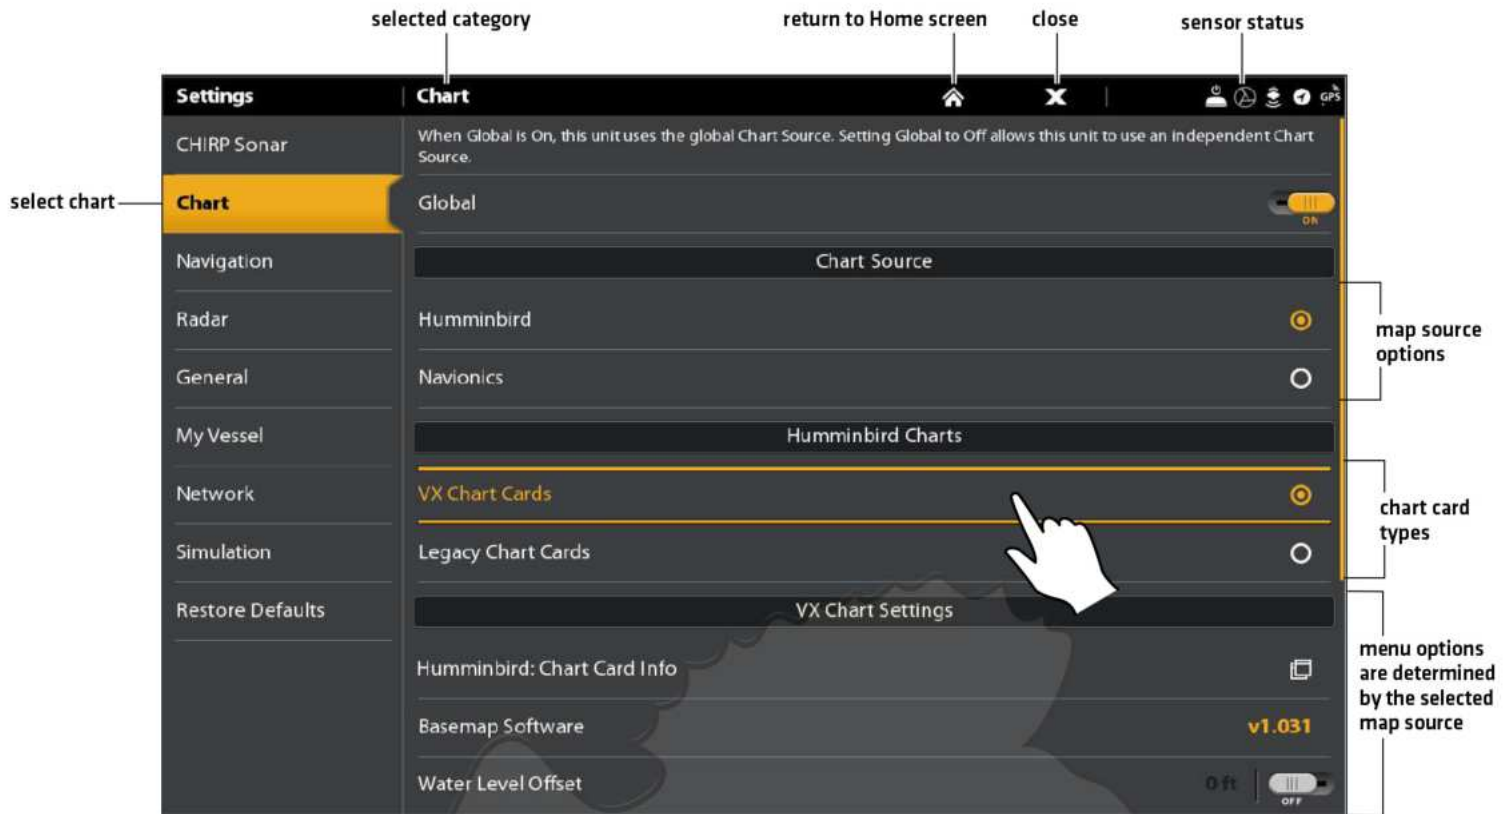 selected category
return to Home screen
close
sensor status
Settings
Chart
GPS
CHIRP Sonar
When Global is On, this unit uses the global Chart Source. Setting Global to Off allows this unit to use an independent Chart
Source.
select chart
Chart
Global
ON
Navigation
Chart Source
Radar
Humminbird
map source
options
General
Navionics
My Vessel
Humminbird Charts
Network
VX Chart Cards
chart card
types
Simulation
Legacy Chart Cards
Restore Defaults
VX Chart Settings
menu options
are determined
by the selected
map source
Humminbird: Chart Card Info
Basemap Software
v1.031
Water Level Offset
0 ft
OFF